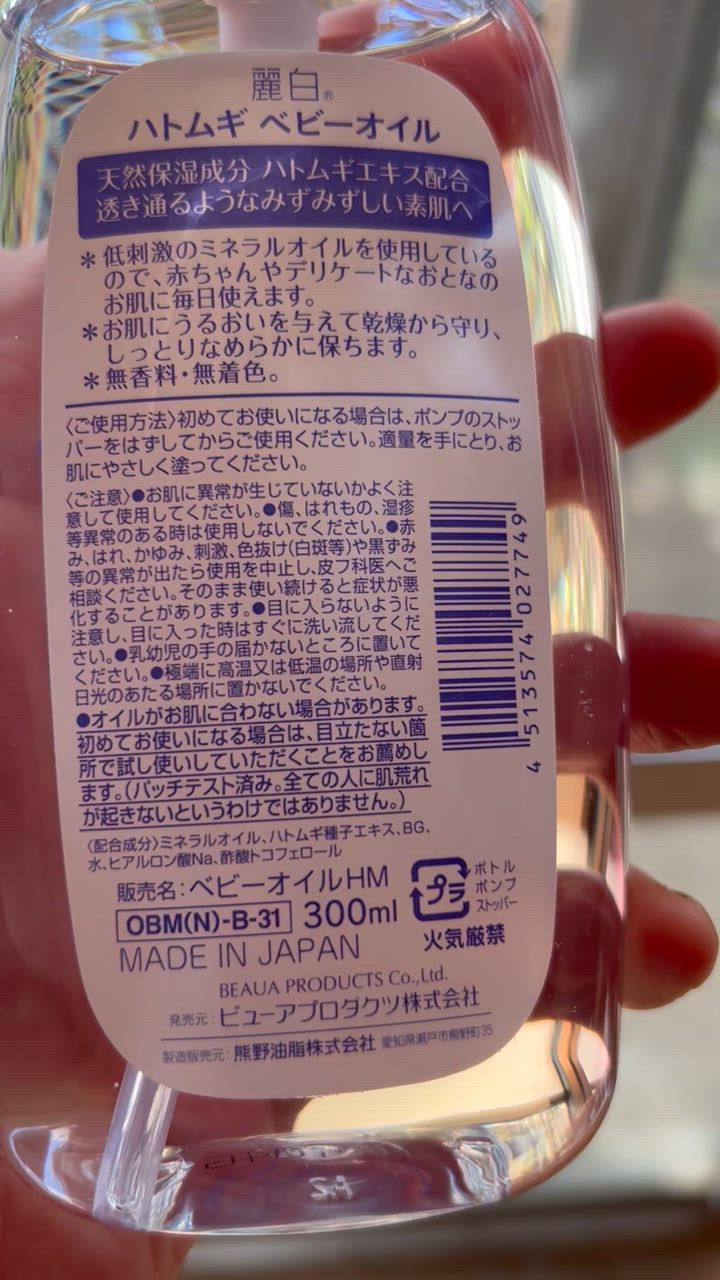 麗白®
ハトムギ ベビーオイル
天然保湿成分 ハトムギエキス配合
透き通るようなみずみずしい素肌へ
＊低刺激のミネラルオイルを使用している
ので、赤ちゃんやデリケートなおとなの
お肌に毎日使えます。
＊お肌にうるおいを与えて乾燥から守り、
しっとりなめらかに保ちます。
＊無香料・無着色。
〈ご使用方法〉初めてお使いになる場合は、ポンプのストッ
パーをはずしてからご使用ください。適量を手にとり、お
肌にやさしく塗ってください。
〈ご注意〉●お肌に異常が生じていないかよく注
意して使用してください。●傷、はれもの、湿疹
等異常のある時は使用しないでください。●赤
み、はれ、かゆみ、刺激、色抜け(白斑等)や黒ずみ
等の異常が出たら使用を中止し、皮フ科医へご
相談ください。そのまま使い続けると症状が悪
化することがあります。●目に入らないように
注意し、目に入った時はすぐに洗い流してくだ
さい。●乳幼児の手の届かないところに置いて
ください。●極端に高温又は低温の場所や直射
日光のあたる場所に置かないでください。
●オイルがお肌に合わない場合があります。
初めてお使いになる場合は、目立たない箇
所で試し使いしていただくことをお薦めし
ます。(パッチテスト済み。全ての人に肌荒れ
が起きないというわけではありません。)
4 513574 027749
〈配合成分〉ミネラルオイル、ハトムギ種子エキス、BG、
水、ヒアルロン酸Na、酢酸トコフェロール
販売名：ベビーオイルHM
OBM(N)-B-31 300ml
MADE IN JAPAN
プラ
ボトル
ポンプ
ストッパー
火気厳禁
BEAUA PRODUCTS Co.,Ltd.
発売元：ビューアプロダクツ株式会社
製造販売元：熊野油脂株式会社 愛知県瀬戸市熊野町35